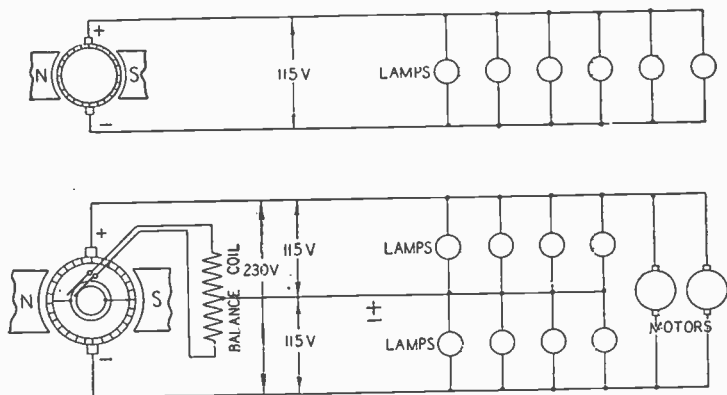 +
N
S
115V
LAMPS
−
+
N
S
−
BALANCE COIL
230V
115V
115V
±
LAMPS
LAMPS
MOTORS